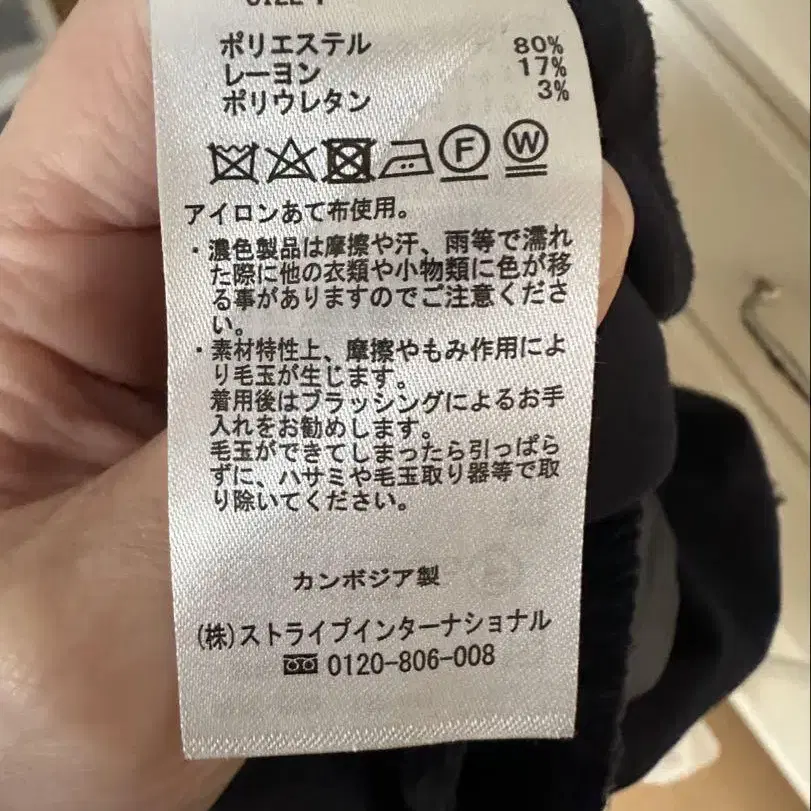 ポリエステル 80%
レーヨン 17%
ポリウレタン 3%
F W
アイロンあて布使用。
・濃色製品は摩擦や汗、雨等で濡れ
た際に他の衣類や小物類に色が移
る事がありますのでご注意くださ
い。
・素材特性上、摩擦やもみ作用によ
り毛玉が生じます。
着用後はブラッシングによるお手
入れをお勧めします。
毛玉ができてしまったら引っぱら
ずに、ハサミや毛玉取り器等で取
り除いてください。
カンボジア製
(株)ストライプインターナショナル
0120-806-008